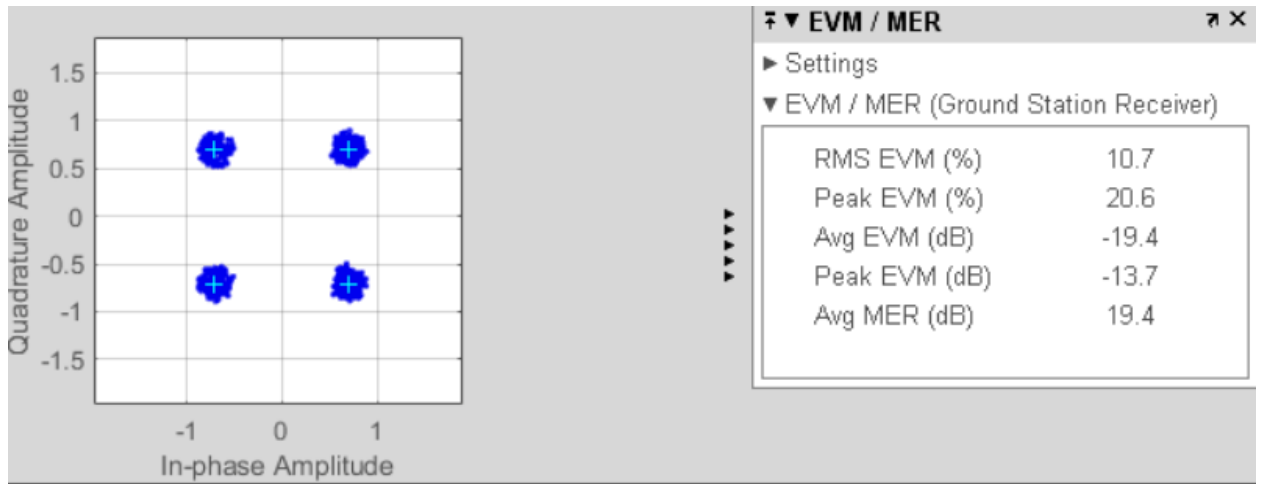 1.5
1
0.5
0
-0.5
-1
-1.5
Quadrature Amplitude
-1 0 1
In-phase Amplitude
EVM / MER
Settings
EVM / MER (Ground Station Receiver)
RMS EVM (%) 10.7
Peak EVM (%) 20.6
Avg EVM (dB) -19.4
Peak EVM (dB) -13.7
Avg MER (dB) 19.4